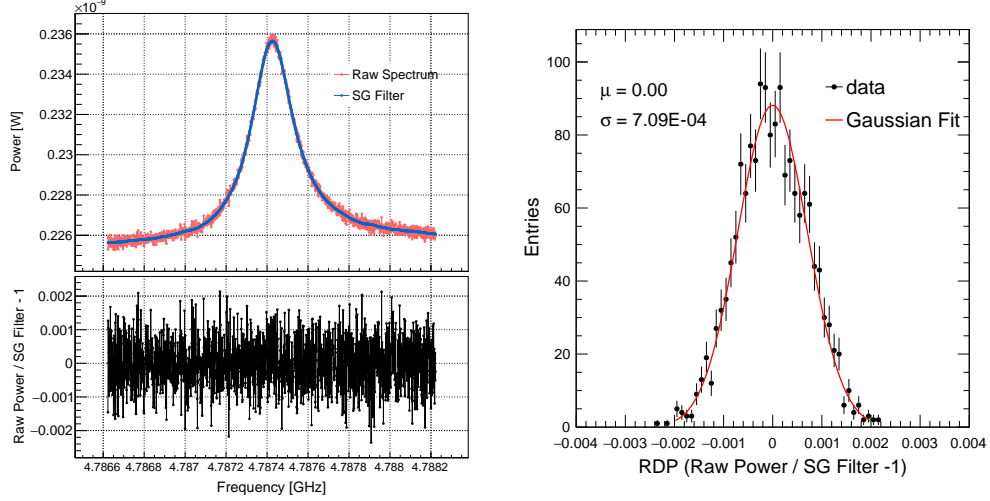 ×10⁻⁹
0.236
0.234
0.232
0.23
0.228
0.226
Power [W]
Raw Spectrum
SG Filter
0.002
0.001
0
−0.001
−0.002
Raw Power / SG Filter - 1
4.7866 4.7868 4.787 4.7872 4.7874 4.7876 4.7878 4.788 4.7882
Frequency [GHz]
100
80
60
40
20
0
Entries
μ = 0.00
σ = 7.09E-04
data
Gaussian Fit
−0.004 −0.003 −0.002 −0.001 0 0.001 0.002 0.003 0.004
RDP (Raw Power / SG Filter -1)